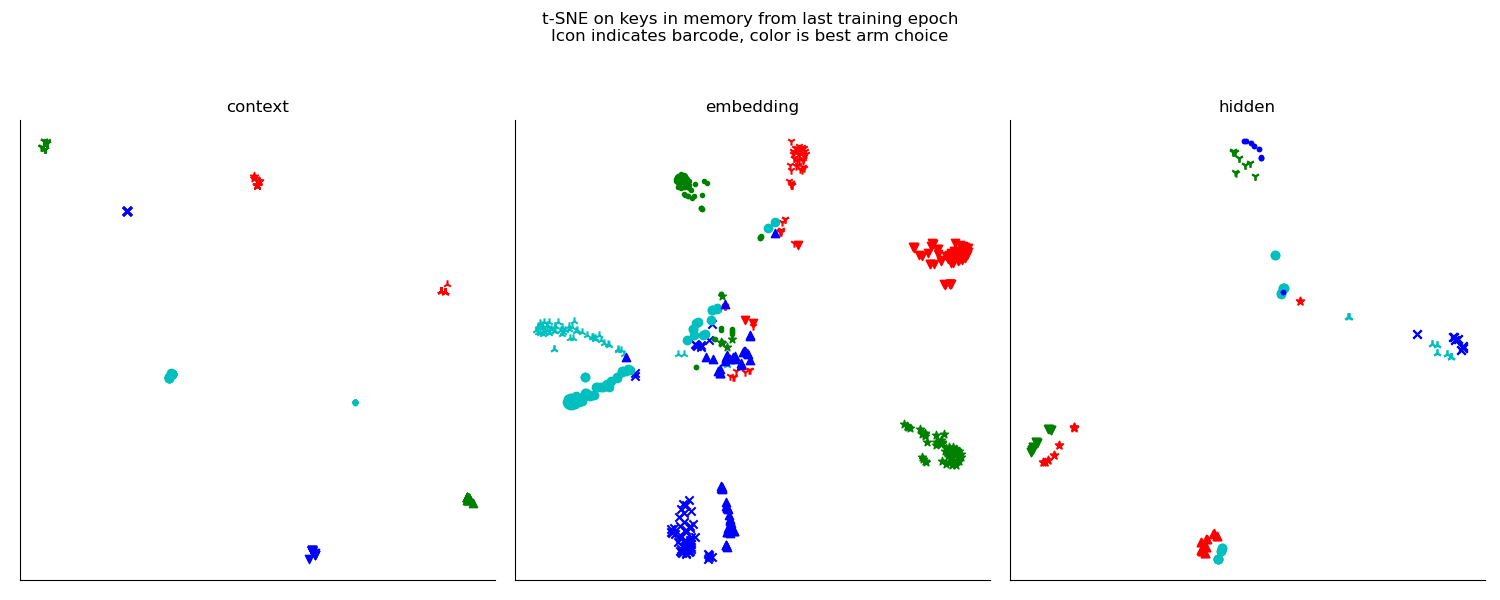 t-SNE on keys in memory from last training epoch
Icon indicates barcode, color is best arm choice
context
embedding
hidden